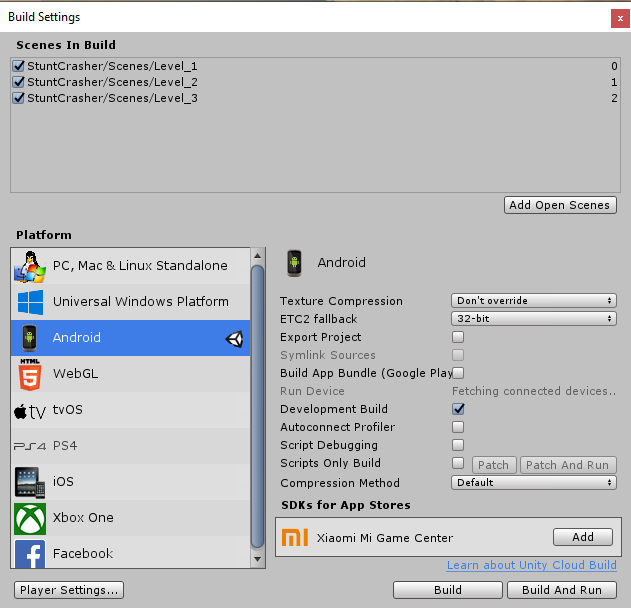 Build Settings
x
Scenes In Build
StuntCrasher/Scenes/Level_1 0
StuntCrasher/Scenes/Level_2 1
StuntCrasher/Scenes/Level_3 2
Add Open Scenes
Platform
PC, Mac & Linux Standalone
Universal Windows Platform
Android
HTML
5
WebGL
tv
tvOS
PS4
PS4
iOS
Xbox One
f
Facebook
Android
Texture Compression Don't override
ETC2 fallback 32-bit
Export Project
Symlink Sources
Build App Bundle (Google Play
Run Device Fetching connected devices..
Development Build
Autoconnect Profiler
Script Debugging
Scripts Only Build Patch Patch And Run
Compression Method Default
SDKs for App Stores
mi Xiaomi Mi Game Center Add
Learn about Unity Cloud Build
Player Settings... Build Build And Run